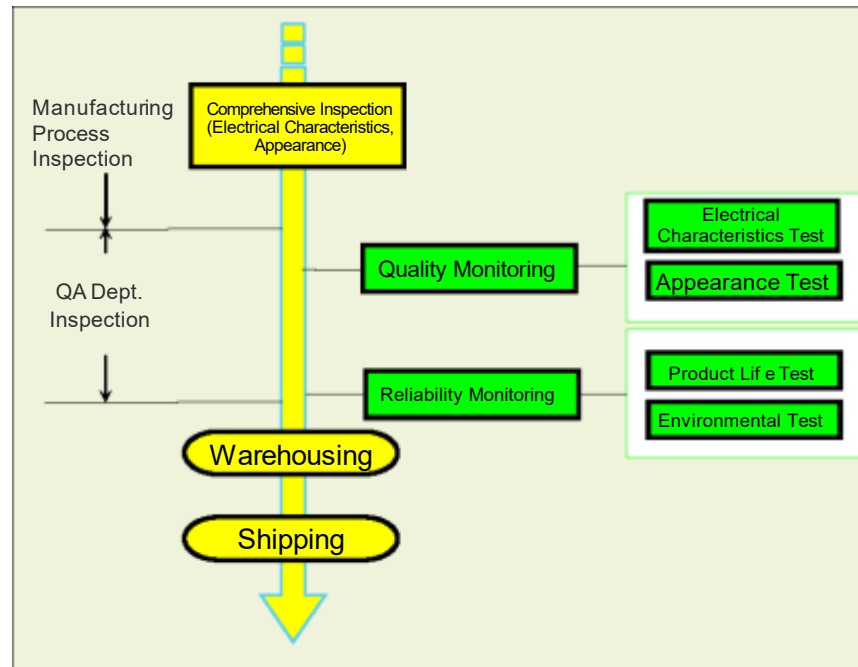 Manufacturing
Process
Inspection
Comprehensive Inspection
(Electrical Characteristics,
Appearance)
QA Dept.
Inspection
Quality Monitoring
Electrical
Characteristics Test
Appearance Test
Reliability Monitoring
Product Lif e Test
Environmental Test
Warehousing
Shipping